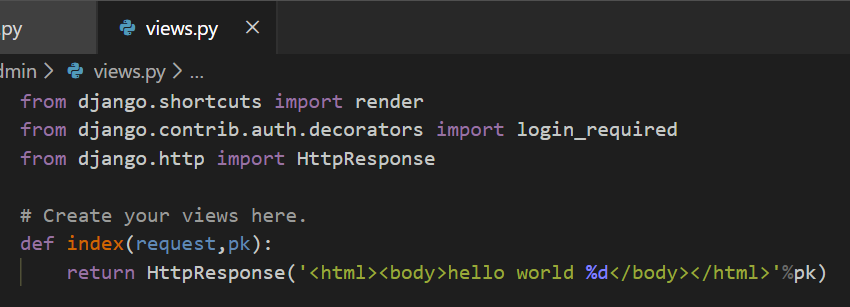 .py views.py ×
dmin > views.py > ...
from django.shortcuts import render
from django.contrib.auth.decorators import login_required
from django.http import HttpResponse
# Create your views here.
def index(request,pk):
    return HttpResponse('<html><body>hello world %d</body></html>'%pk)